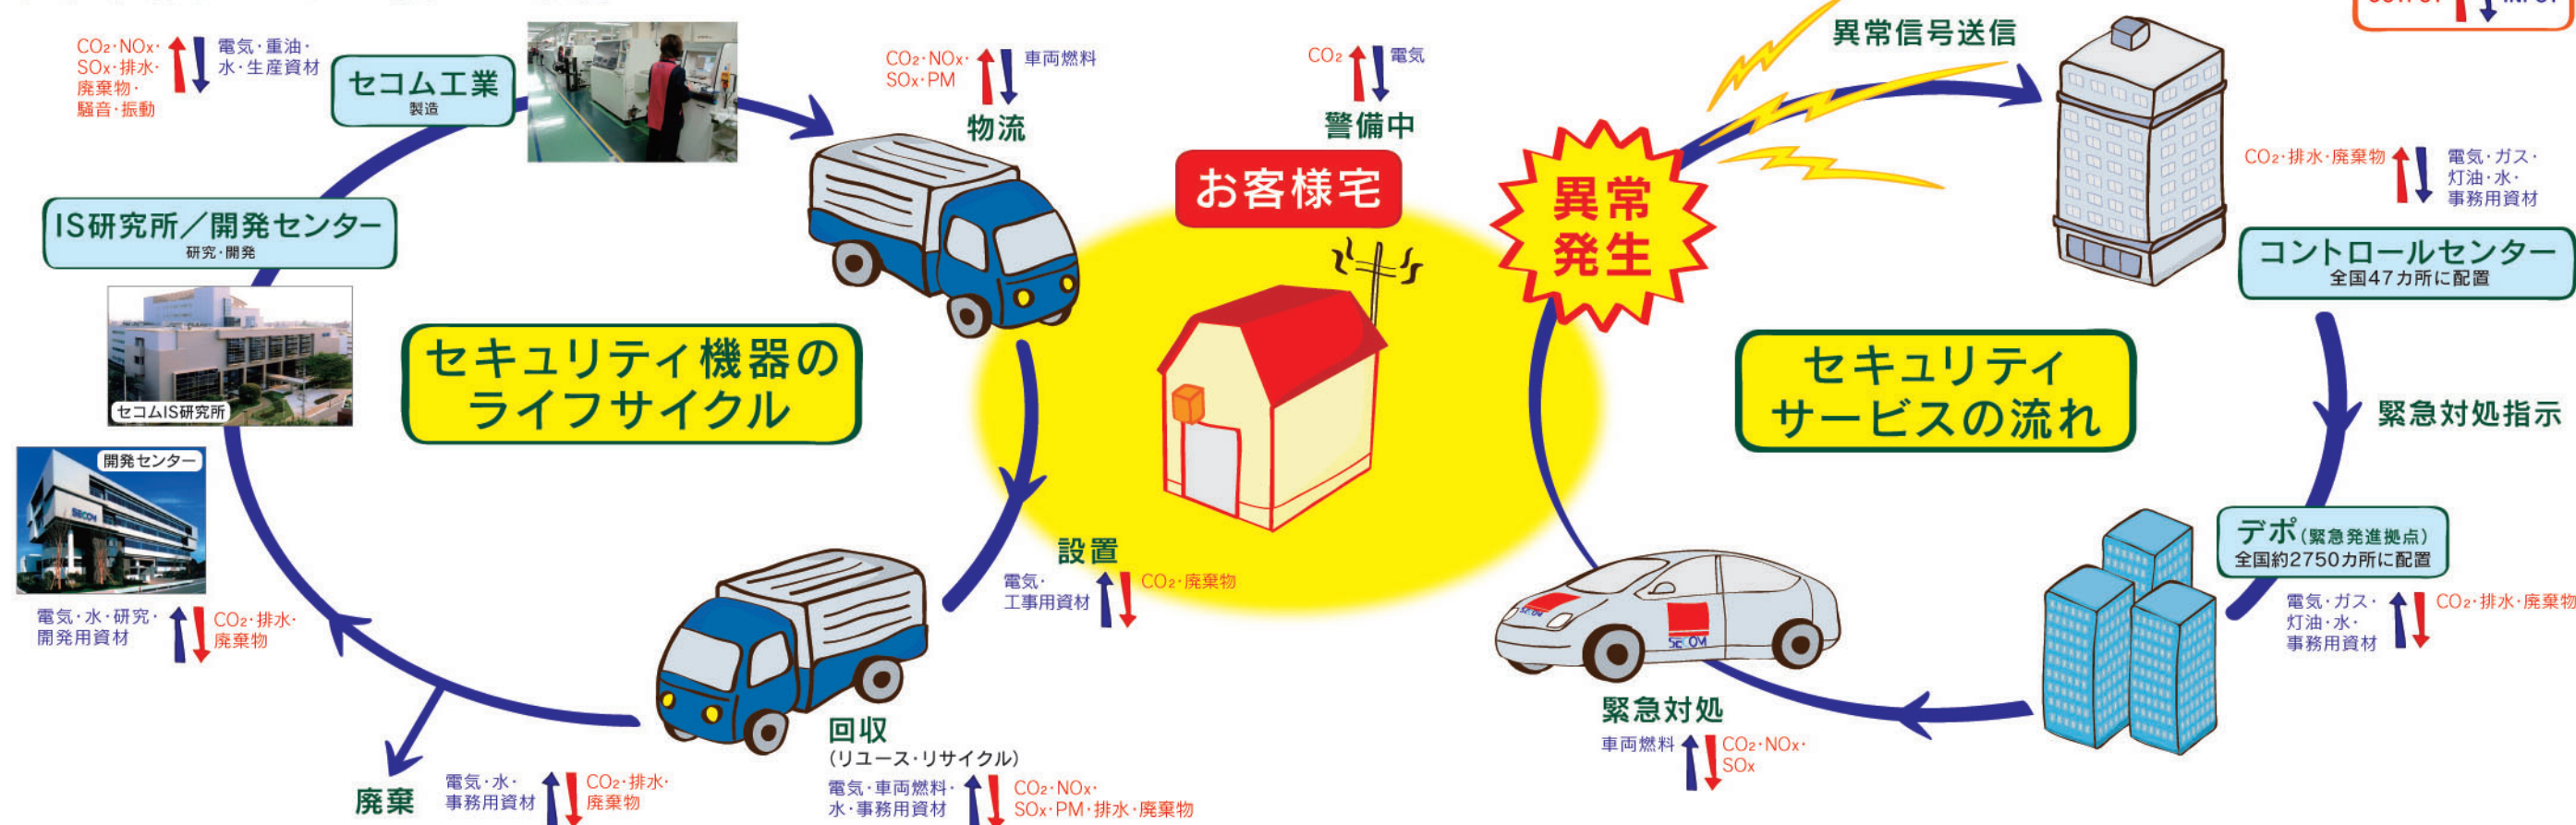 CO₂・NOx・
SOx・排水・
廃棄物・
騒音・振動
電気・重油・
水・生産資材
セコム工業
製造
CO₂・NOx・
SOx・PM
車両燃料
物流
CO₂
電気
警備中
お客様宅
異常
発生
異常信号送信
OUTPUT
INPUT
CO₂・排水・廃棄物
電気・ガス・
灯油・水・
事務用資材
コントロールセンター
全国47カ所に配置
IS研究所／開発センター
研究・開発
セコムIS研究所
開発センター
SECOM
電気・水・研究・
開発用資材
CO₂・排水・
廃棄物
セキュリティ機器の
ライフサイクル
セキュリティ
サービスの流れ
緊急対処指示
デポ(緊急発進拠点)
全国約2750カ所に配置
電気・ガス・
灯油・水・
事務用資材
CO₂・排水・廃棄物
設置
電気・
工事用資材
CO₂・廃棄物
SECOM
SECOM
緊急対処
車両燃料
CO₂・NOx・
SOx
回収
(リユース・リサイクル)
電気・車両燃料・
水・事務用資材
CO₂・NOx・
SOx・PM・排水・廃棄物
廃棄
電気・水・
事務用資材
CO₂・排水・
廃棄物